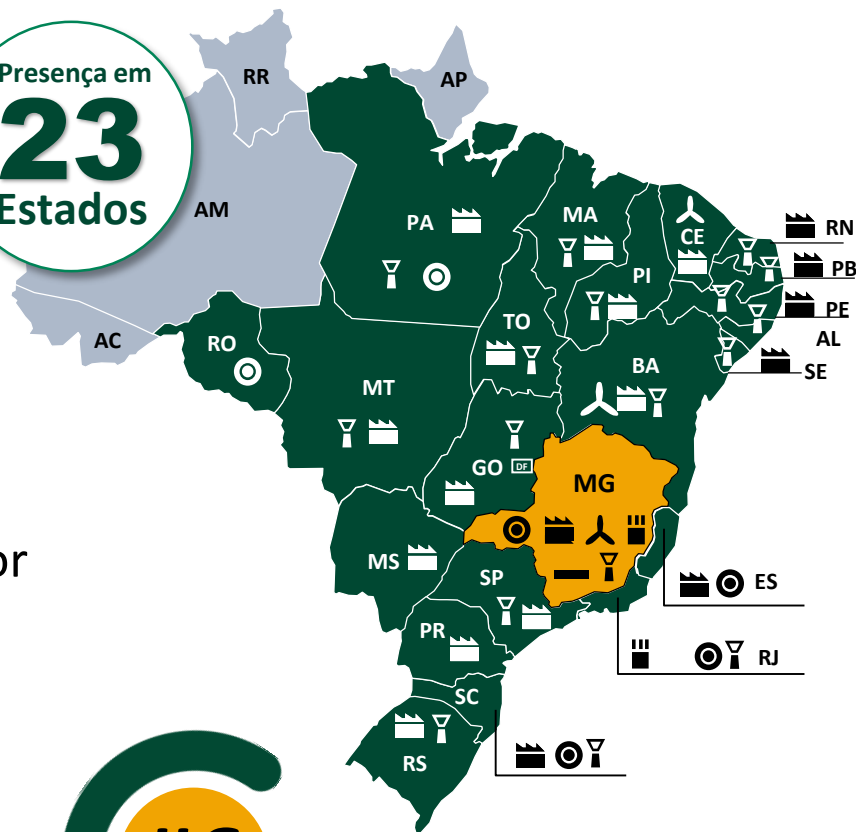 Presença em
23
Estados
RR
AP
AM
PA
MA
CE
RN
PI
PB
PE
AL
SE
AC
RO
TO
BA
MT
GO
DF
MG
MS
SP
ES
PR
RJ
SC
RS
or